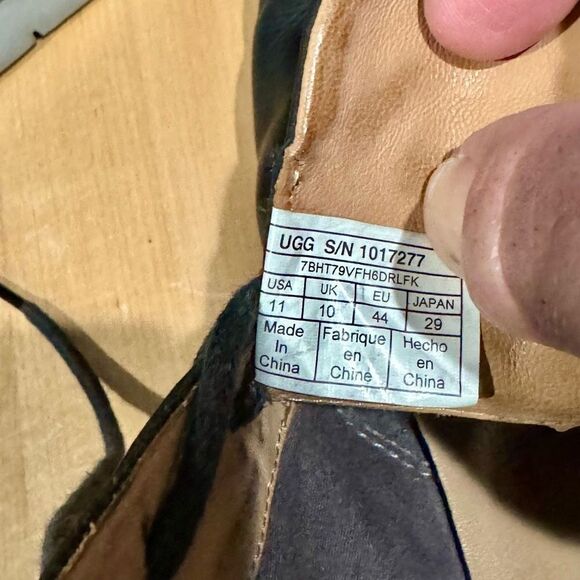 UGG S/N 1017277
7BHT79VFH6DRLFK
USA UK EU JAPAN
11 10 44 29
Made In China
Fabrique en Chine
Hecho en China